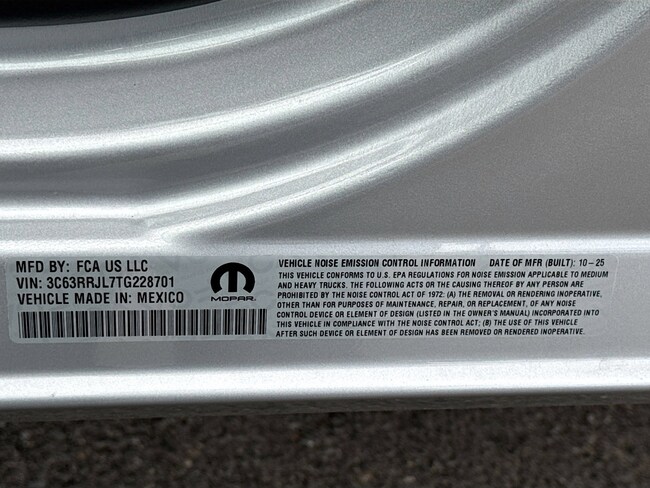 MFD BY: FCA US LLC
VIN: 3C63RRJL7TG228701
VEHICLE MADE IN: MEXICO
MOPAR.
VEHICLE NOISE EMISSION CONTROL INFORMATION DATE OF MFR (BUILT): 10-25
THIS VEHICLE CONFORMS TO U.S. EPA REGULATIONS FOR NOISE EMISSION APPLICABLE TO MEDIUM
AND HEAVY TRUCKS. THE FOLLOWING ACTS OR THE CAUSING THEREOF BY ANY PERSON ARE
PROHIBITED BY THE NOISE CONTROL ACT OF 1972: (A) THE REMOVAL OR RENDERING INOPERATIVE,
OTHER THAN FOR PURPOSES OF MAINTENANCE, REPAIR, OR REPLACEMENT, OF ANY NOISE
CONTROL DEVICE OR ELEMENT OF DESIGN (LISTED IN THE OWNER'S MANUAL) INCORPORATED INTO
THIS VEHICLE IN COMPLIANCE WITH THE NOISE CONTROL ACT; (B) THE USE OF THIS VEHICLE
AFTER SUCH DEVICE OR ELEMENT OF DESIGN HAS BEEN REMOVED OR RENDERED INOPERATIVE.